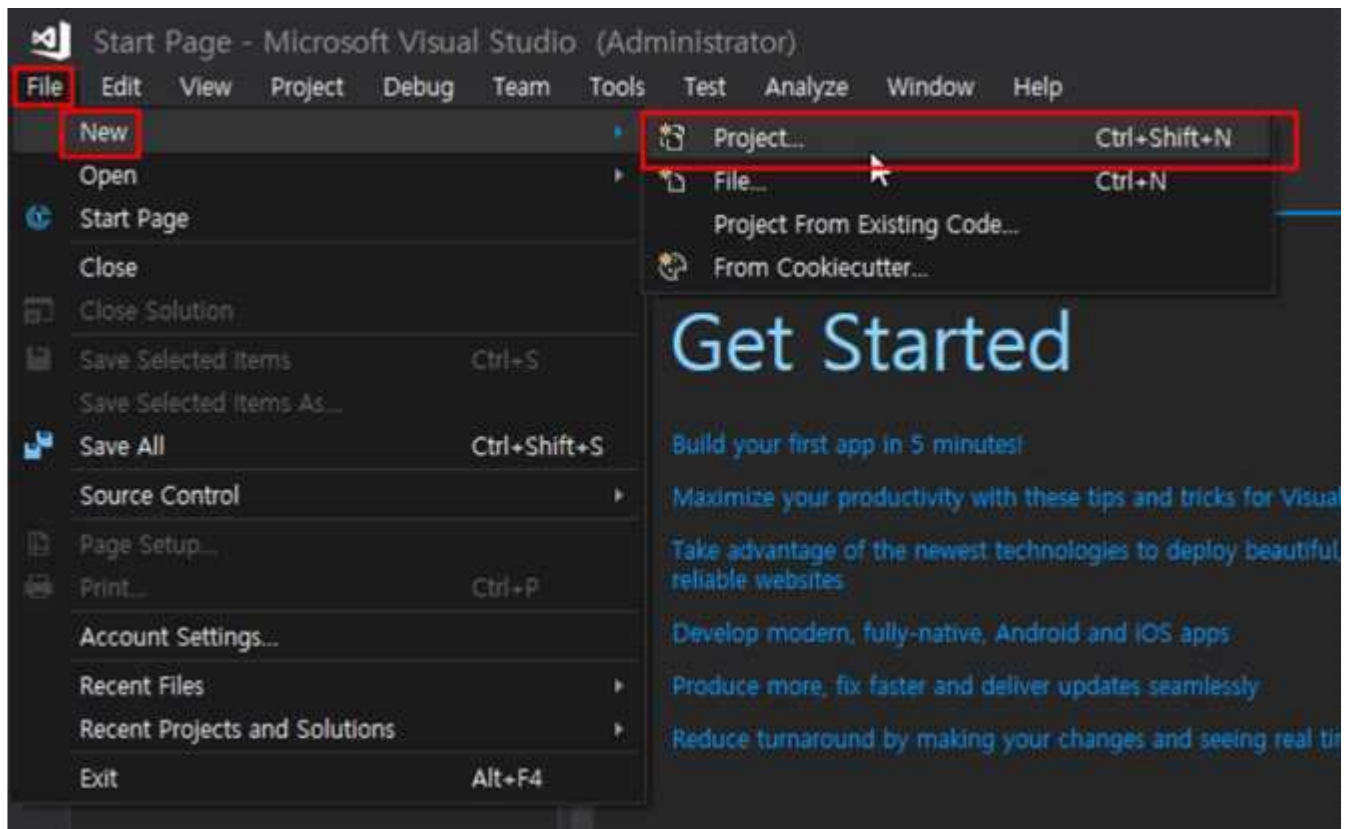 Start Page - Microsoft Visual Studio (Administrator)
File Edit View Project Debug Team Tools Test Analyze Window Help
New
Open
Start Page
Close
Close Solution
Save Selected Items Ctrl+S
Save Selected Items As...
Save All Ctrl+Shift+S
Source Control
Page Setup...
Print... Ctrl+P
Account Settings...
Recent Files
Recent Projects and Solutions
Exit Alt+F4
Project... Ctrl+Shift+N
File... Ctrl+N
Project From Existing Code...
From Cookiecutter...
Get Started
Build your first app in 5 minutes!
Maximize your productivity with these tips and tricks for Visual
Take advantage of the newest technologies to deploy beautiful,
reliable websites
Develop modern, fully-native, Android and iOS apps
Produce more, fix faster and deliver updates seamlessly
Reduce turnaround by making your changes and seeing real